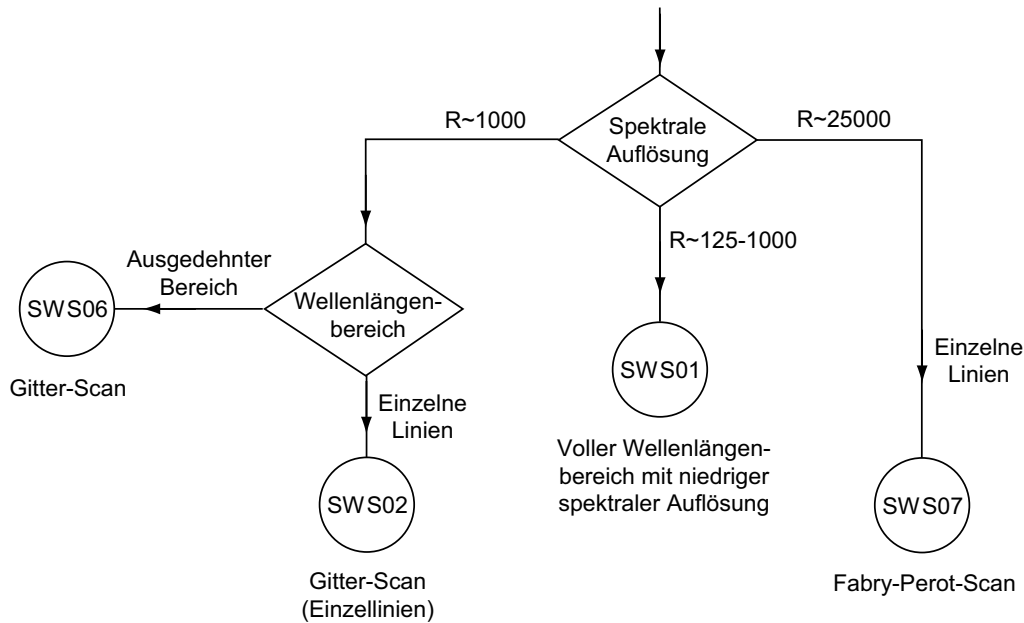 R~1000
Spektrale
Auflösung
R~25000
R~125-1000
Ausgedehnter
Bereich
SWS06
Gitter-Scan
Wellenlängen-
bereich
Einzelne
Linien
SWS02
Gitter-Scan
(Einzellinien)
SWS01
Voller Wellenlängen-
bereich mit niedriger
spektraler Auflösung
Einzelne
Linien
SWS07
Fabry-Perot-Scan